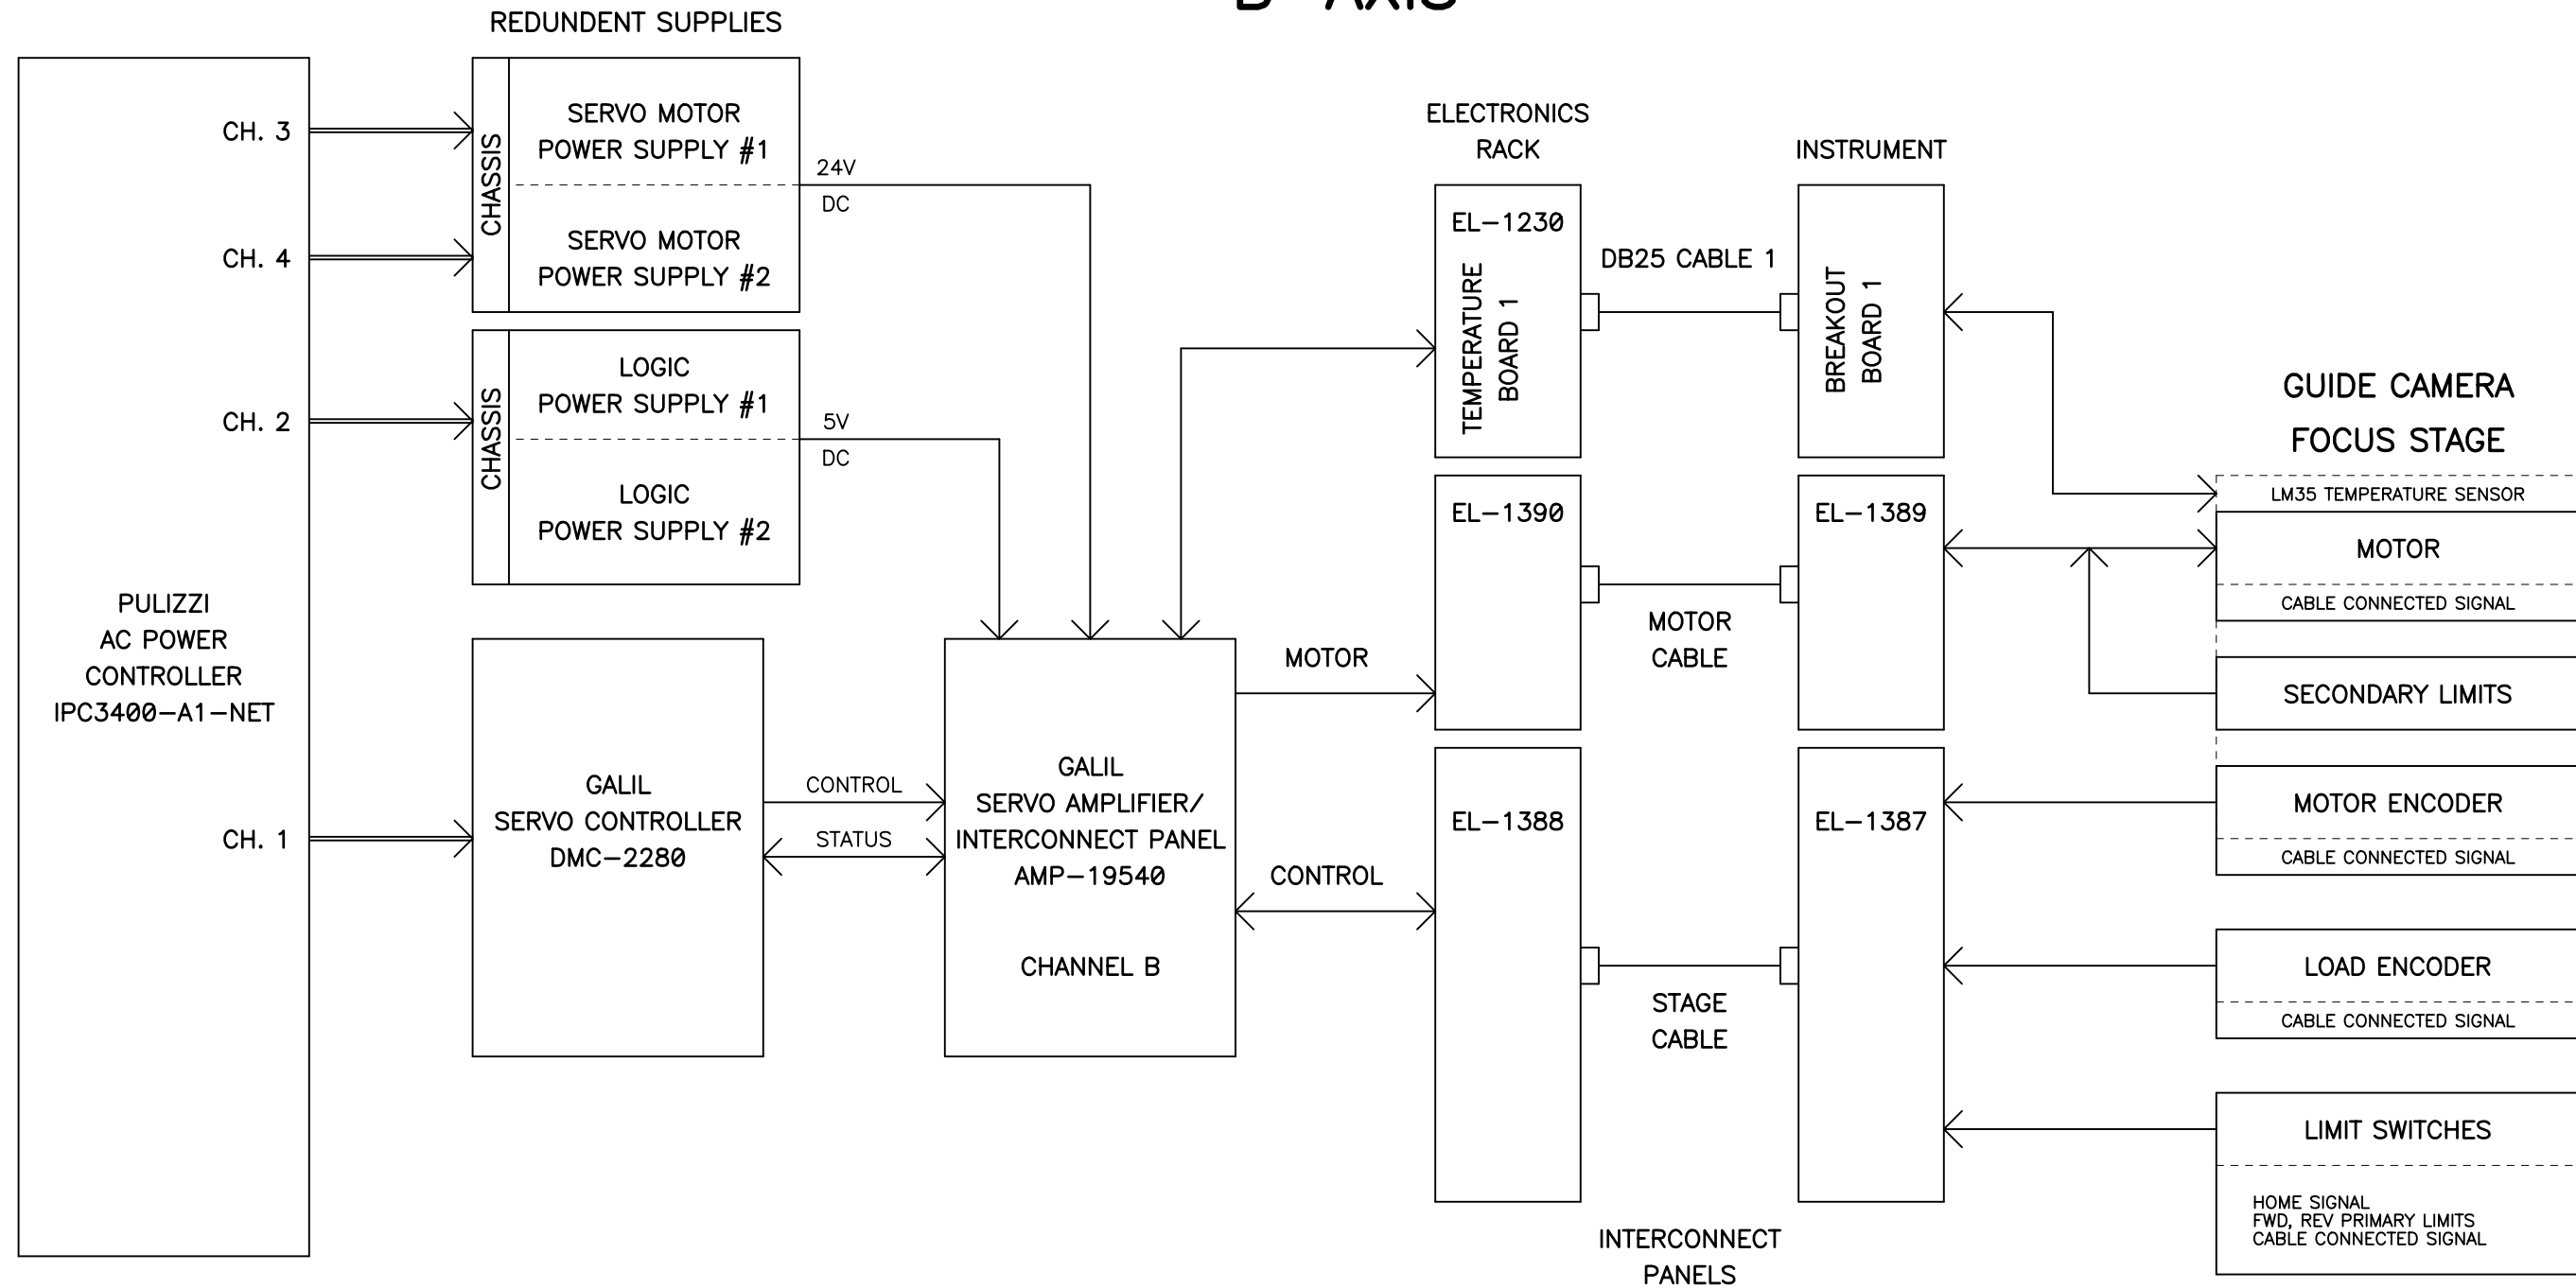 B-AXIS
REDUNDENT SUPPLIES
CH. 3
CH. 4
CH. 2
PULIZZI
AC POWER
CONTROLLER
IPC3400-A1-NET
CH. 1
CHASSIS
SERVO MOTOR
POWER SUPPLY #1
SERVO MOTOR
POWER SUPPLY #2
24V
DC
CHASSIS
LOGIC
POWER SUPPLY #1
LOGIC
POWER SUPPLY #2
5V
DC
GALIL
SERVO CONTROLLER
DMC-2280
CONTROL
STATUS
GALIL
SERVO AMPLIFIER/
INTERCONNECT PANEL
AMP-19540
CHANNEL B
MOTOR
CONTROL
ELECTRONICS
RACK
EL-1230
TEMPERATURE
BOARD 1
DB25 CABLE 1
INSTRUMENT
BREAKOUT
BOARD 1
EL-1390
MOTOR
CABLE
EL-1389
EL-1388
STAGE
CABLE
EL-1387
INTERCONNECT
PANELS
GUIDE CAMERA
FOCUS STAGE
LM35 TEMPERATURE SENSOR
MOTOR
CABLE CONNECTED SIGNAL
SECONDARY LIMITS
MOTOR ENCODER
CABLE CONNECTED SIGNAL
LOAD ENCODER
CABLE CONNECTED SIGNAL
LIMIT SWITCHES
HOME SIGNAL
FWD, REV PRIMARY LIMITS
CABLE CONNECTED SIGNAL